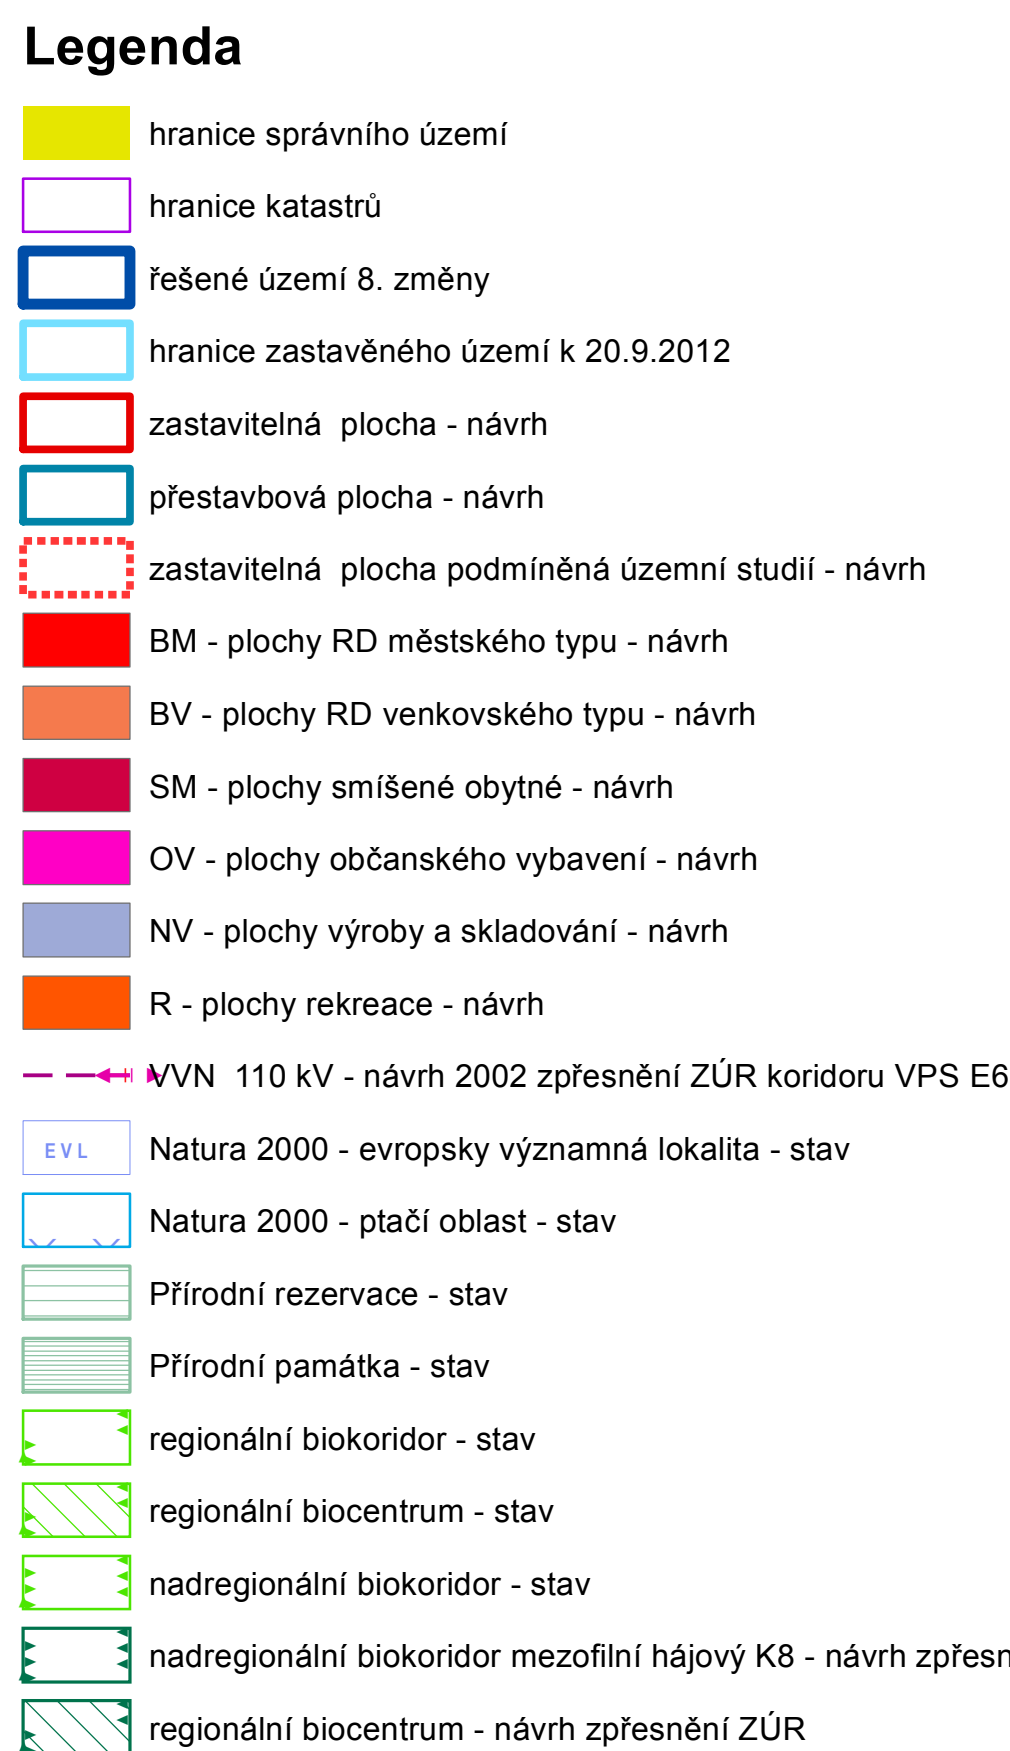 Legenda
hranice správního území
hranice katastrů
řešené území 8. změny
hranice zastavěného území k 20.9.2012
zastavitelná  plocha - návrh
přestavbová plocha - návrh
zastavitelná  plocha podmíněná územní studií - návrh
BM - plochy RD městského typu - návrh
BV - plochy RD venkovského typu - návrh
SM - plochy smíšené obytné - návrh
OV - plochy občanského vybavení - návrh
NV - plochy výroby a skladování - návrh
R - plochy rekreace - návrh
VVN  110 kV - návrh 2002 zpřesnění ZÚR koridoru VPS E6
EVL Natura 2000 - evropsky významná lokalita - stav
Natura 2000 - ptačí oblast - stav
Přírodní rezervace - stav
Přírodní památka - stav
regionální biokoridor - stav
regionální biocentrum - stav
nadregionální biokoridor - stav
nadregionální biokoridor mezofilní hájový K8 - návrh
regionální biocentrum - návrh zpřesnění ZÚR